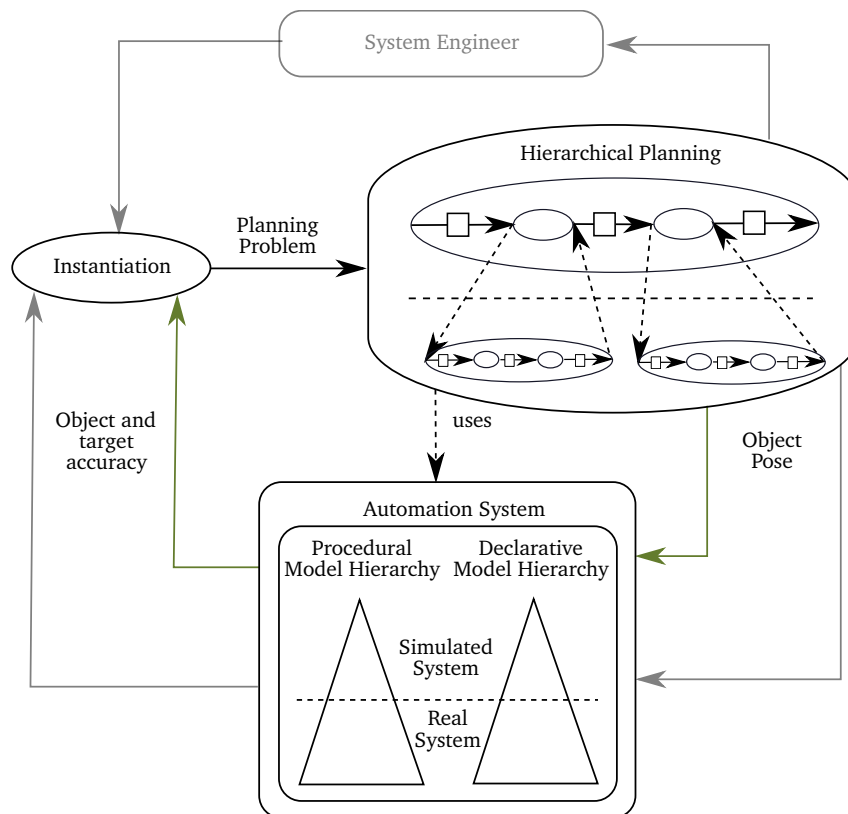 System Engineer
Hierarchical Planning
Planning
Problem
Instantiation
Object and
target
accuracy
uses
Object
Pose
Automation System
Procedural
Model Hierarchy
Declarative
Model Hierarchy
Simulated
System
Real
System